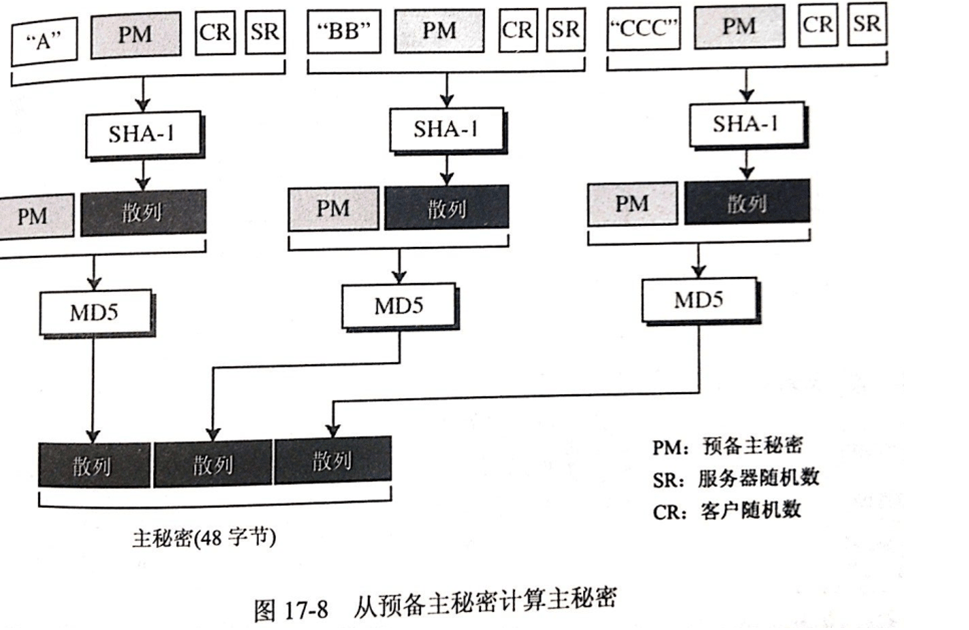 “A” PM CR SR “BB” PM CR SR “CCC” PM CR SR
SHA-1 SHA-1 SHA-1
PM 散列 PM 散列 PM 散列
MD5 MD5 MD5
散列 散列 散列
PM：预备主秘密
SR：服务器随机数
CR：客户随机数
主秘密(48 字节)
图 17-8 从预备主秘密计算主秘密